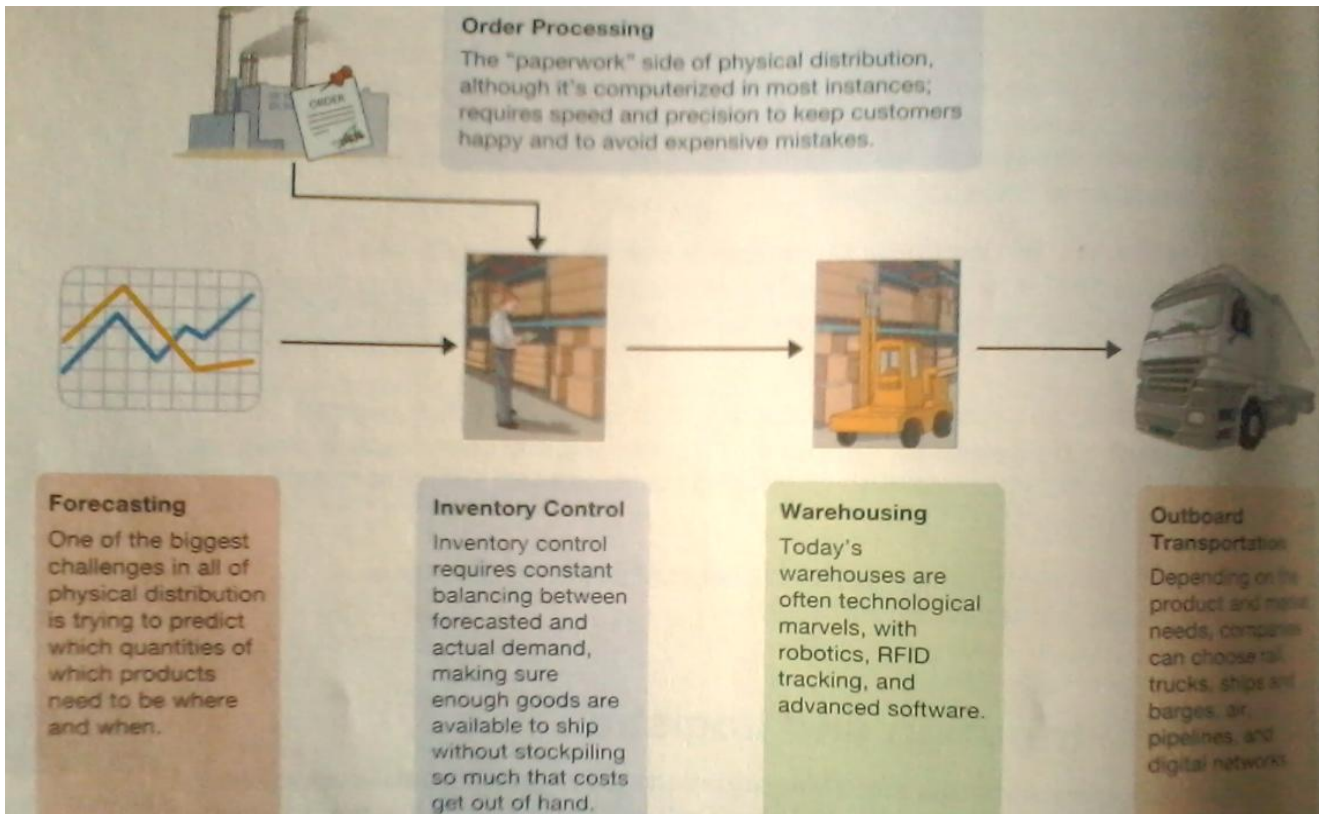 Order Processing
The "paperwork" side of physical distribution,
although it's computerized in most instances;
requires speed and precision to keep customers
happy and to avoid expensive mistakes.
ORDER
Forecasting
One of the biggest
challenges in all of
physical distribution
is trying to predict
which quantities of
which products
need to be where
and when.
Inventory Control
Inventory control
requires constant
balancing between
forecasted and
actual demand,
making sure
enough goods are
available to ship
without stockpiling
so much that costs
get out of hand.
Warehousing
Today's
warehouses are
often technological
marvels, with
robotics, RFID
tracking, and
advanced software.
Outboard
Transportation
Depending on the
product and
needs, companies
can choose rail,
trucks, ships and
barges, air,
pipelines, and
digital networks